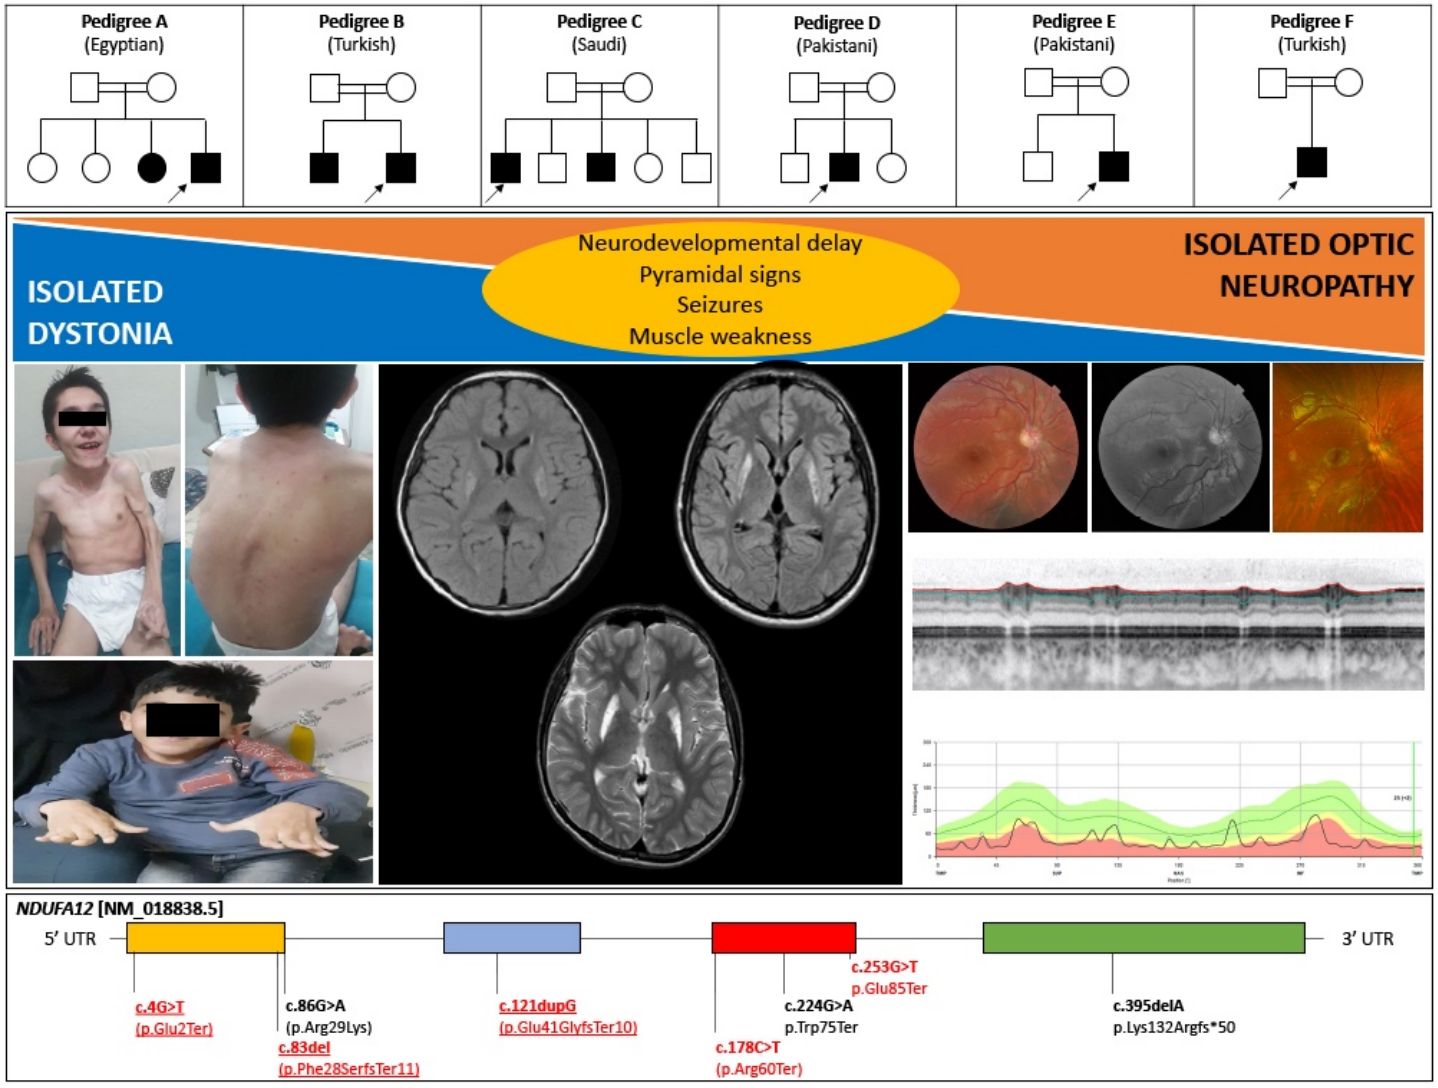 Pedigree A
(Egyptian)
Pedigree B
(Turkish)
Pedigree C
(Saudi)
Pedigree D
(Pakistani)
Pedigree E
(Pakistani)
Pedigree F
(Turkish)
ISOLATED
DYSTONIA
Neurodevelopmental delay
Pyramidal signs
Seizures
Muscle weakness
ISOLATED OPTIC
NEUROPATHY
Position [°]
NDUFA12 [NM_018838.5]
5’ UTR
3’ UTR
c.4G>T
(p.Glu2Ter)
c.86G>A
(p.Arg29Lys)
c.83del
(p.Phe28SerfsTer11)
c.121dupG
(p.Glu41GlyfsTer10)
c.178C>T
(p.Arg60Ter)
c.224G>A
p.Trp75Ter
c.253G>T
p.Glu85Ter
c.395delA
p.Lys132Argfs*50